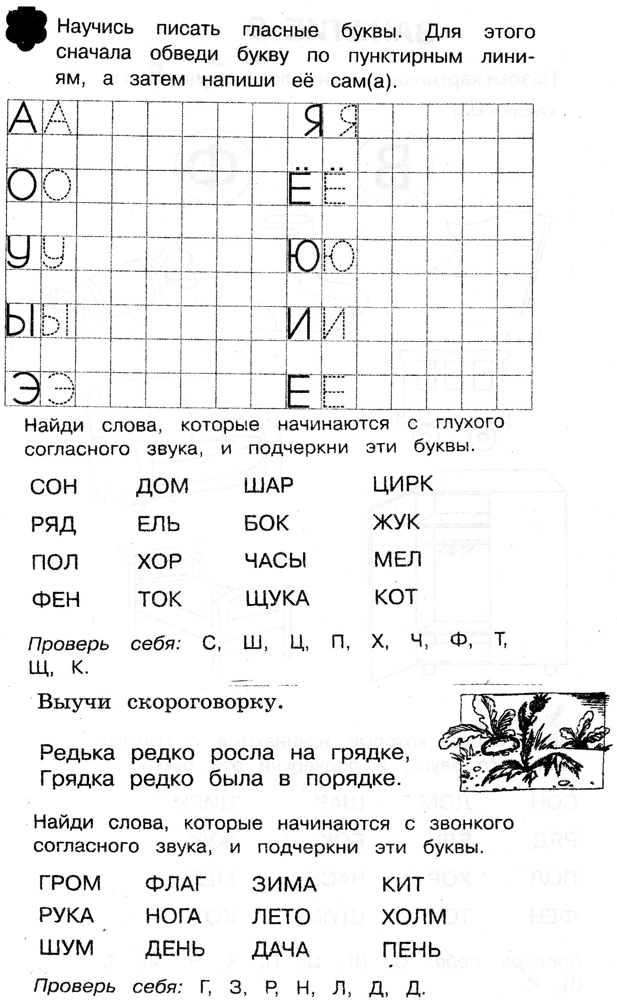 Научись писать гласные буквы. Для этого
сначала обведи букву по пунктирным лини-
ям, а затем напиши её сам(а).
А А Я Я
О О Ё Ё
У У Ю Ю
Ы Ы И И
Э Э Е Е
Найди слова, которые начинаются с глухого
согласного звука, и подчеркни эти буквы.
СОН ДОМ ШАР ЦИРК
РЯД ЕЛЬ БОК ЖУК
ПОЛ ХОР ЧАСЫ МЕЛ
ФЕН ТОК ЩУКА КОТ
Проверь себя: С, Ш, Ц, П, Х, Ч, Ф, Т,
Щ, К.
Выучи скороговорку.
Редька редко росла на грядке,
Грядка редко была в порядке.
Найди слова, которые начинаются с звонкого
согласного звука, и подчеркни эти буквы.
ГРОМ ФЛАГ ЗИМА КИТ
РУКА НОГА ЛЕТО ХОЛМ
ШУМ ДЕНЬ ДАЧА ПЕНЬ
Проверь себя: Г, З, Р, Н, Л, Д, Д.